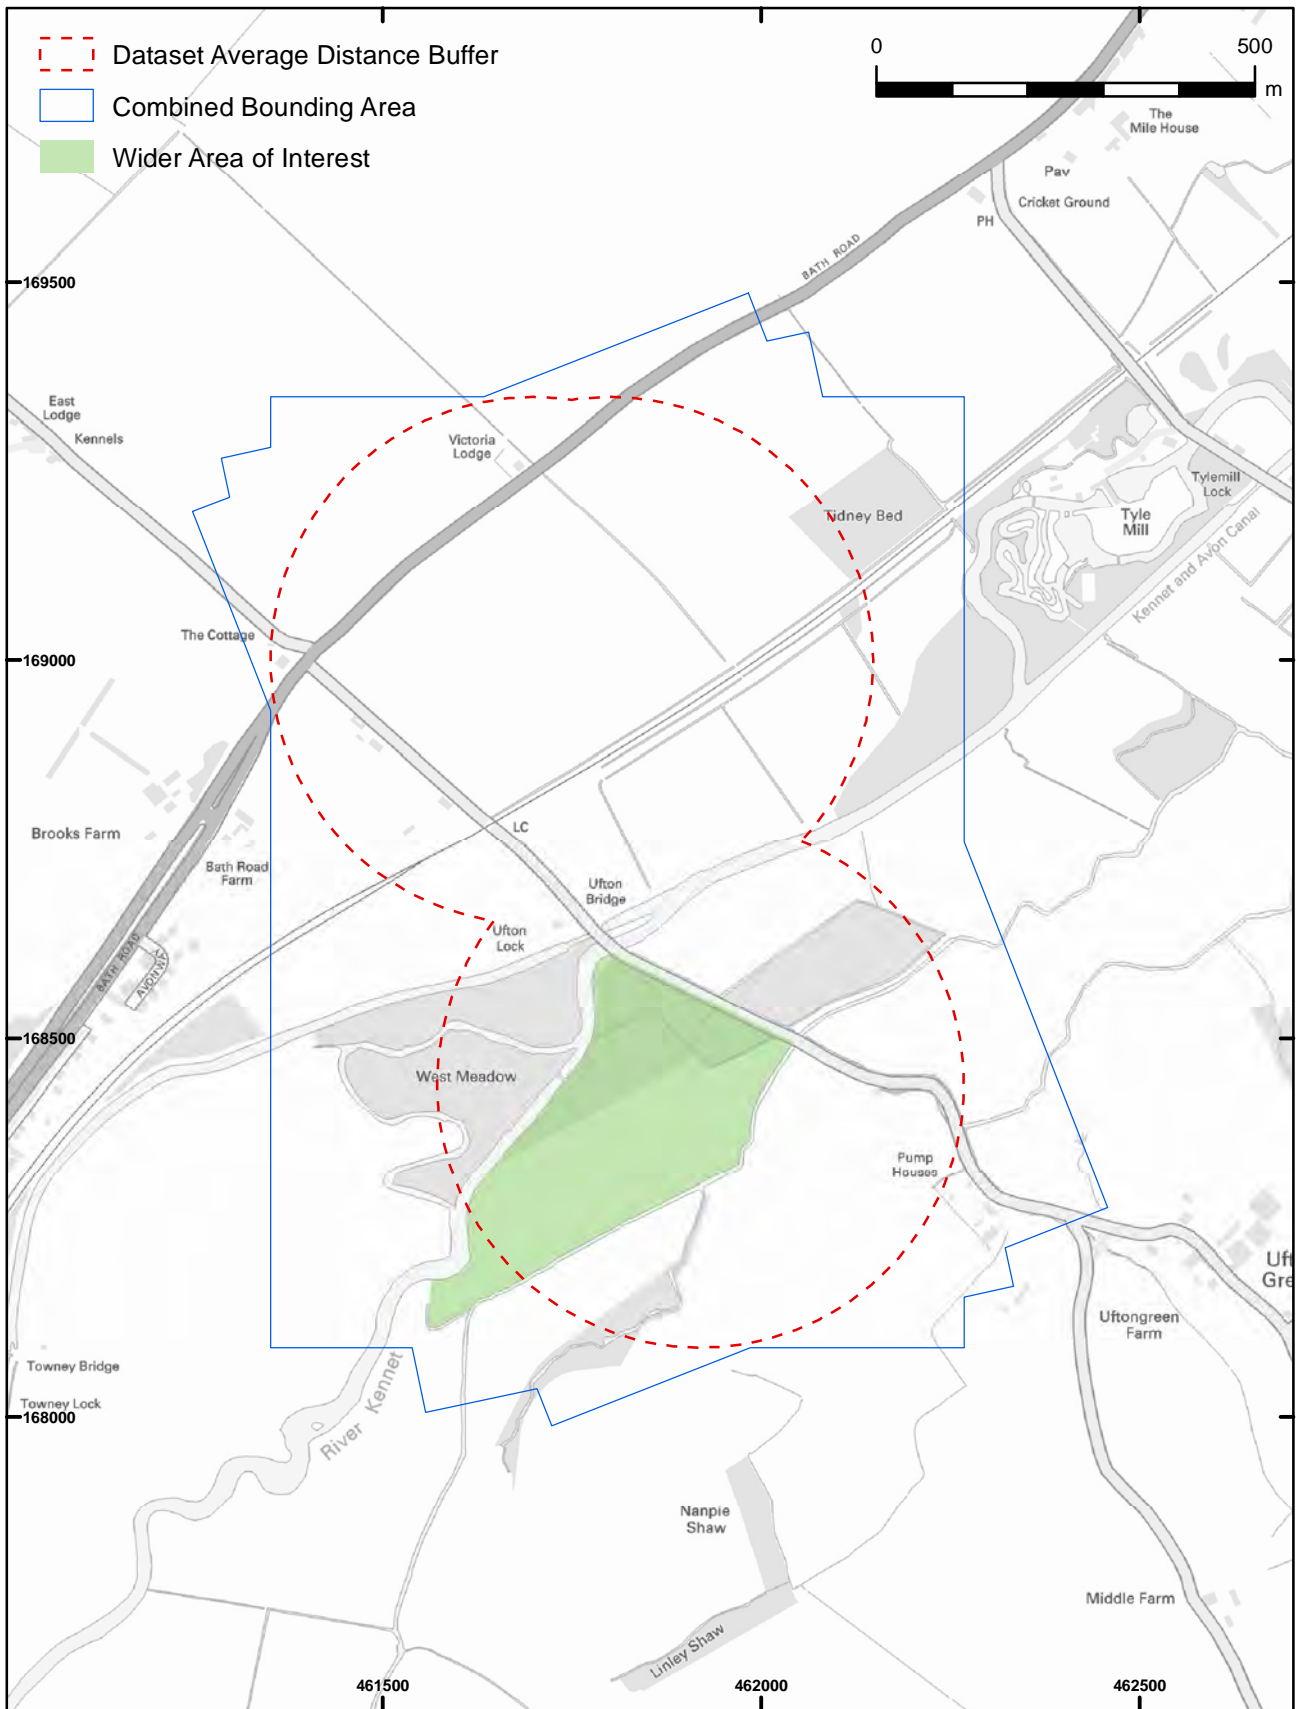 Dataset Average Distance Buffer
Combined Bounding Area
Wider Area of Interest
0
500
m
The
Mile House
Pav
Cricket Ground
PH
BATH ROAD
169500
East
Lodge
Kennels
Victoria
Lodge
Tidney Bed
Tylemill
Lock
Tyle
Mill
Kennet and Avon Canal
The Cottage
169000
Brooks Farm
LC
Bath Road
Farm
Ufton
Bridge
Ufton
Lock
BATH ROAD
AVONWAY
168500
West Meadow
Pump
Houses
Uft
Gre
Uftongreen
Farm
Towney Bridge
Towney Lock
168000
River Kennet
Nanpie
Shaw
Middle Farm
Linley Shaw
461500
462000
462500